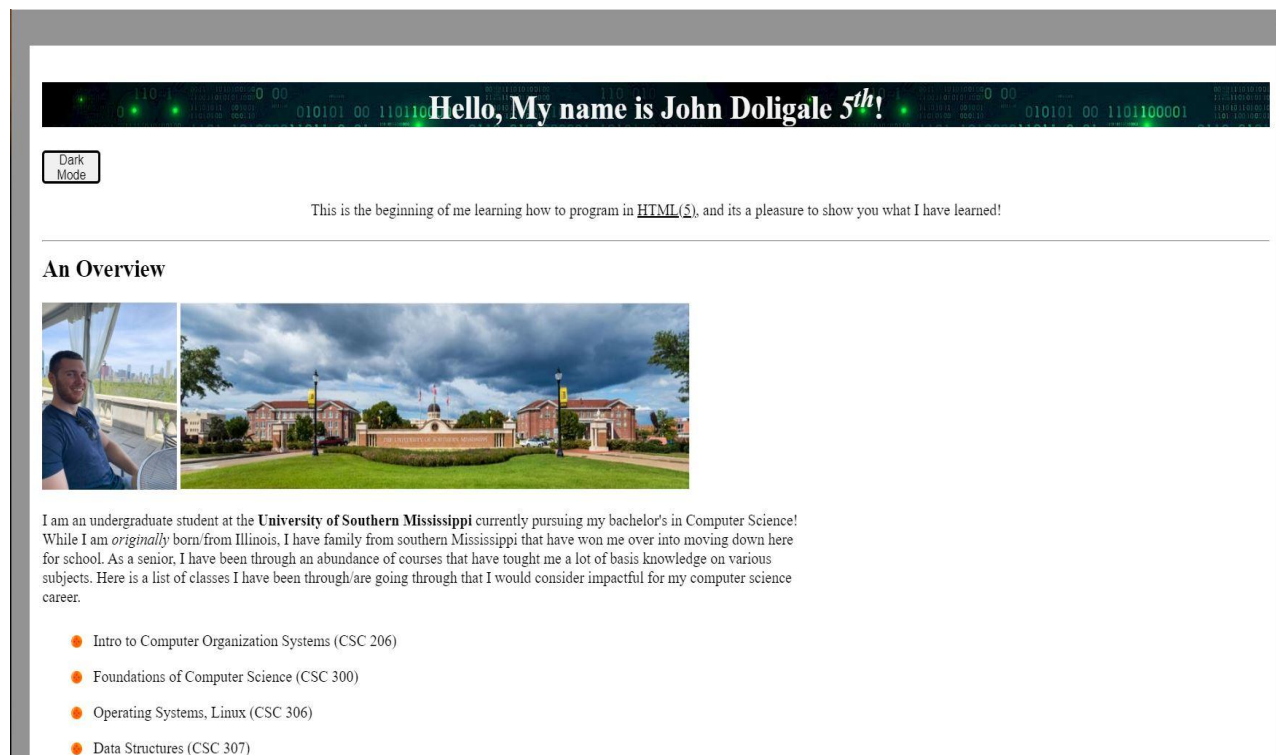 Hello, My name is John Doligale 5th!
Dark
Mode
This is the beginning of me learning how to program in HTML(5), and its a pleasure to show you what I have learned!
An Overview
THE UNIVERSITY OF SOUTHERN MISSISSIPPI
I am an undergraduate student at the University of Southern Mississippi currently pursuing my bachelor's in Computer Science!
While I am originally born/from Illinois, I have family from southern Mississippi that have won me over into moving down here
for school. As a senior, I have been through an abundance of courses that have tought me a lot of basis knowledge on various
subjects. Here is a list of classes I have been through/are going through that I would consider impactful for my computer science
career.
Intro to Computer Organization Systems (CSC 206)
Foundations of Computer Science (CSC 300)
Operating Systems, Linux (CSC 306)
Data Structures (CSC 307)